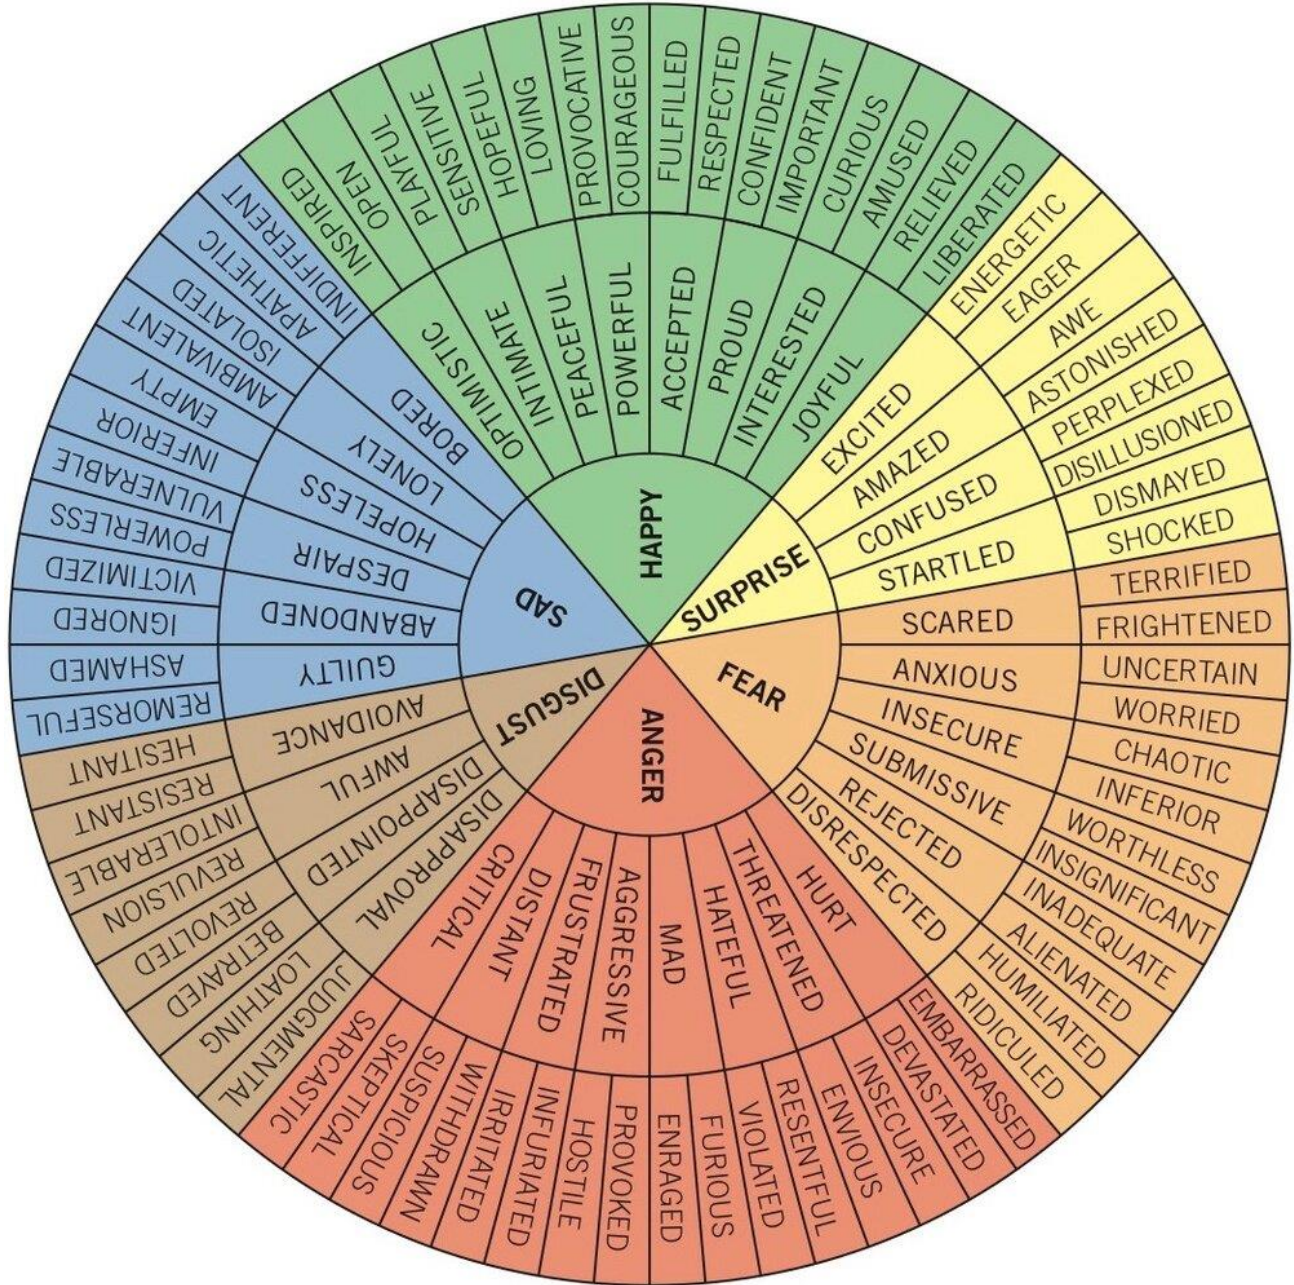 HAPPY
OPTIMISTIC
INTIMATE
PEACEFUL
POWERFUL
ACCEPTED
PROUD
INTERESTED
JOYFUL
INSPIRED
OPEN
PLAYFUL
SENSITIVE
HOPEFUL
LOVING
PROVOCATIVE
COURAGEOUS
FULFILLED
RESPECTED
CONFIDENT
IMPORTANT
CURIOUS
AMUSED
RELIEVED
LIBERATED
SURPRISE
EXCITED
AMAZED
CONFUSED
STARTLED
ENERGETIC
EAGER
AWE
ASTONISHED
PERPLEXED
DISILLUSIONED
DISMAYED
SHOCKED
FEAR
SCARED
ANXIOUS
INSECURE
SUBMISSIVE
REJECTED
DISRESPECTED
TERRIFIED
FRIGHTENED
UNCERTAIN
WORRIED
CHAOTIC
INFERIOR
WORTHLESS
INSIGNIFICANT
INADEQUATE
ALIENATED
HUMILIATED
RIDICULED
ANGER
HURT
THREATENED
HATEFUL
MAD
AGGRESSIVE
FRUSTRATED
DISTANT
CRITICAL
EMBARRASSED
DEVASTATED
INSECURE
ENVIOUS
RESENTFUL
VIOLATED
FURIOUS
ENRAGED
PROVOKED
HOSTILE
INFURIATED
IRRITATED
WITHDRAWN
SUSPICIOUS
SKEPTICAL
SARCASTIC
DISGUST
DISAPPROVAL
DISAPPOINTED
AWFUL
AVOIDANCE
JUDGMENTAL
LOATHING
BETRAYED
REVOLTED
REVULSION
INTOLERABLE
RESISTANT
HESITANT
SAD
GUILTY
ABANDONED
DESPAIR
HOPELESS
LONELY
BORED
REMORSEFUL
ASHAMED
IGNORED
VICTIMIZED
POWERLESS
VULNERABLE
INFERIOR
EMPTY
AMBIVALENT
ISOLATED
APATHETIC
INDIFFERENT